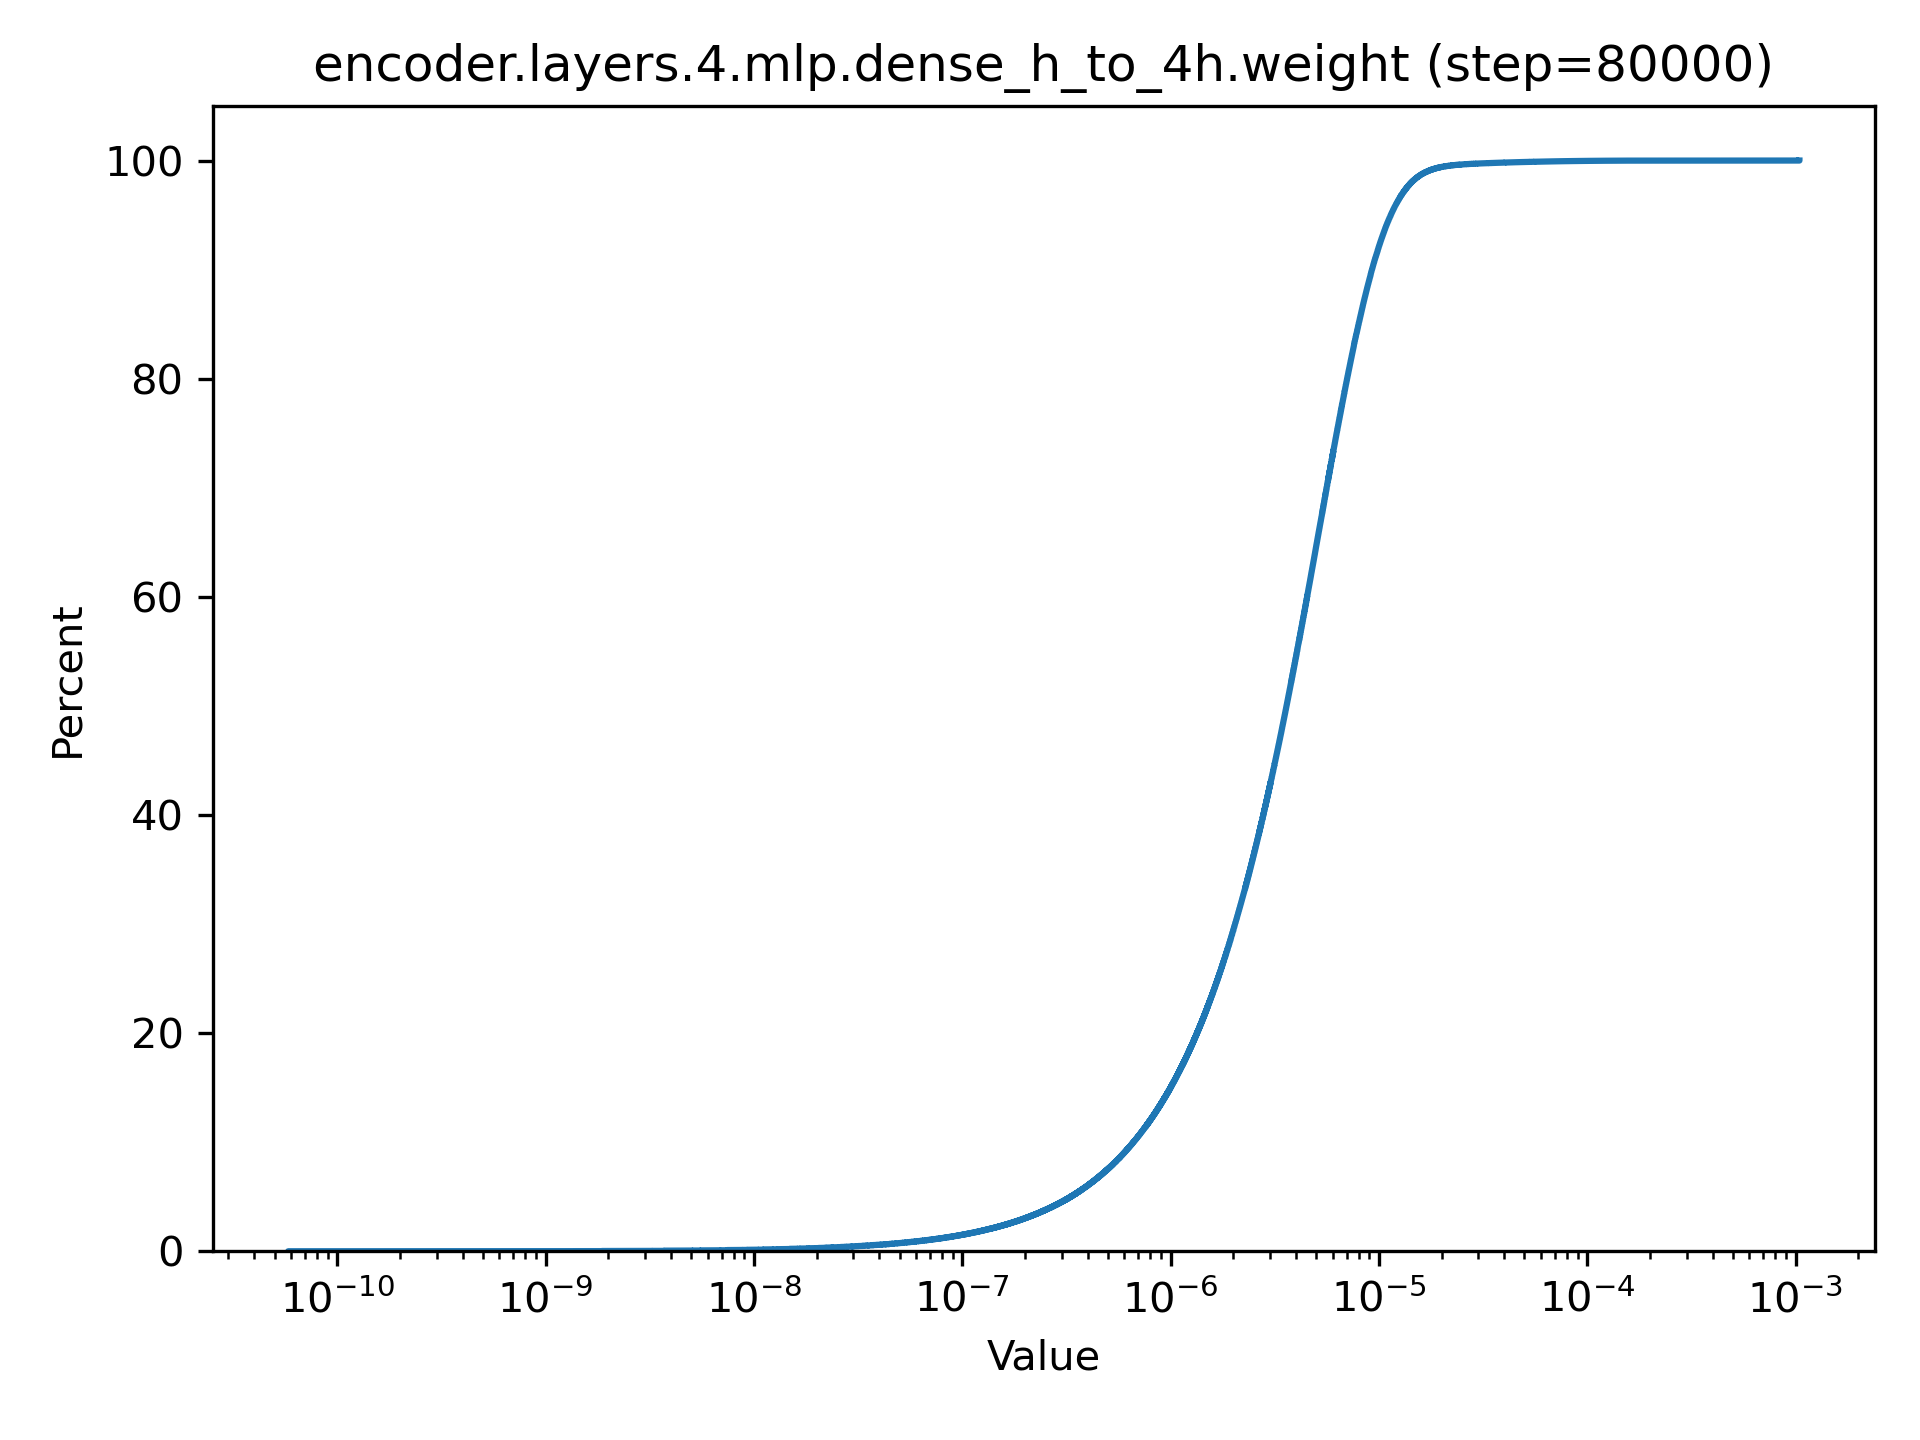 encoder.layers.4.mlp.dense_h_to_4h.weight (step=80000)
100
80
60
40
20
0
Percent
10⁻¹⁰ 10⁻⁹ 10⁻⁸ 10⁻⁷ 10⁻⁶ 10⁻⁵ 10⁻⁴ 10⁻³
Value